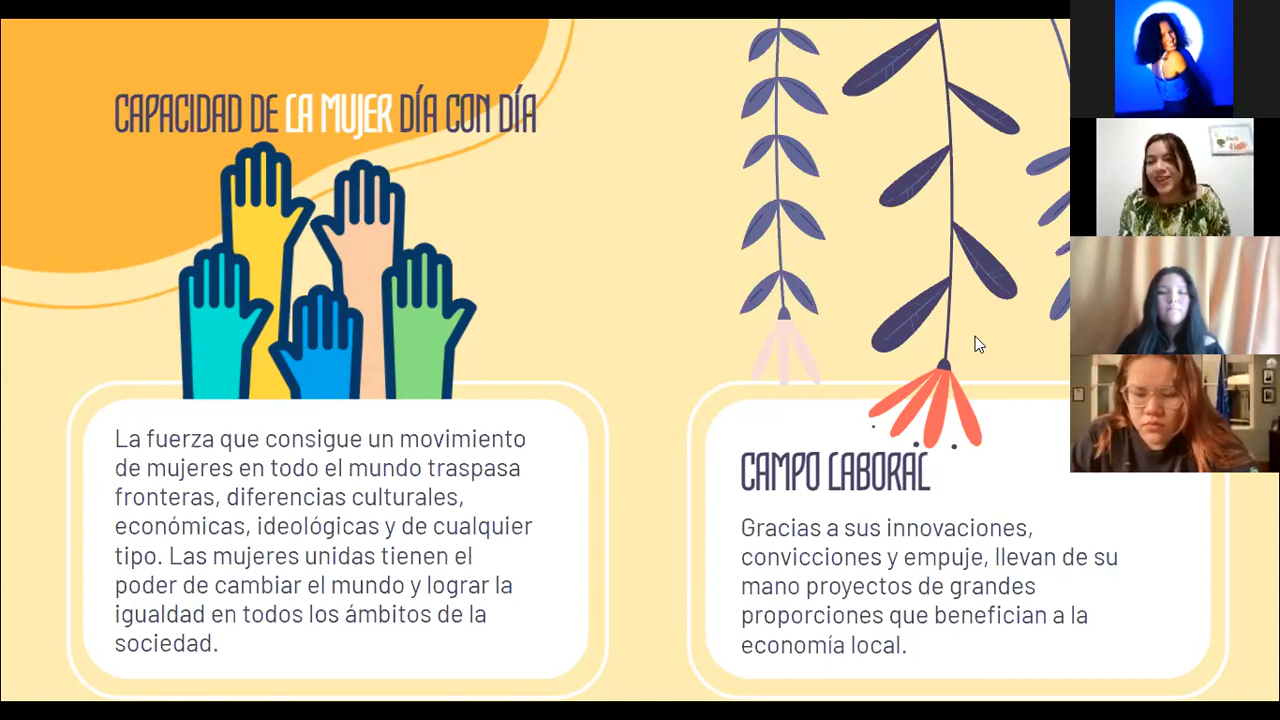 CAPACIDAD DE LA MUJER DÍA CON DÍA
La fuerza que consigue un movimiento
de mujeres en todo el mundo traspasa
fronteras, diferencias culturales,
económicas, ideológicas y de cualquier
tipo. Las mujeres unidas tienen el
poder de cambiar el mundo y lograr la
igualdad en todos los ámbitos de la
sociedad.
CAMPO LABORAL
Gracias a sus innovaciones,
convicciones y empuje, llevan de su
mano proyectos de grandes
proporciones que benefician a la
economía local.